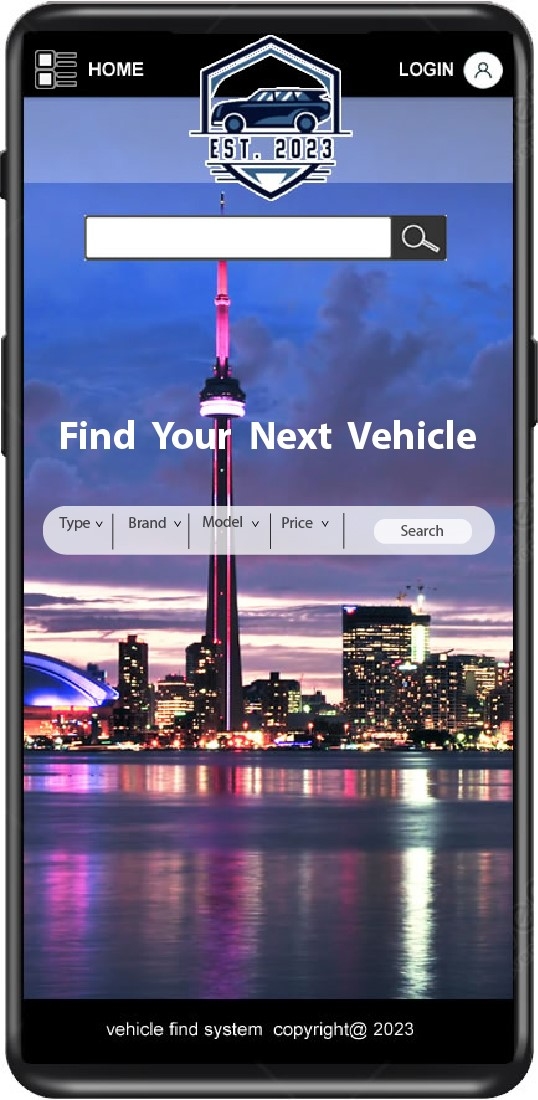 HOME
LOGIN
EST. 2023
Find Your Next Vehicle
Type Brand Model Price Search
vehicle find system copyright@ 2023